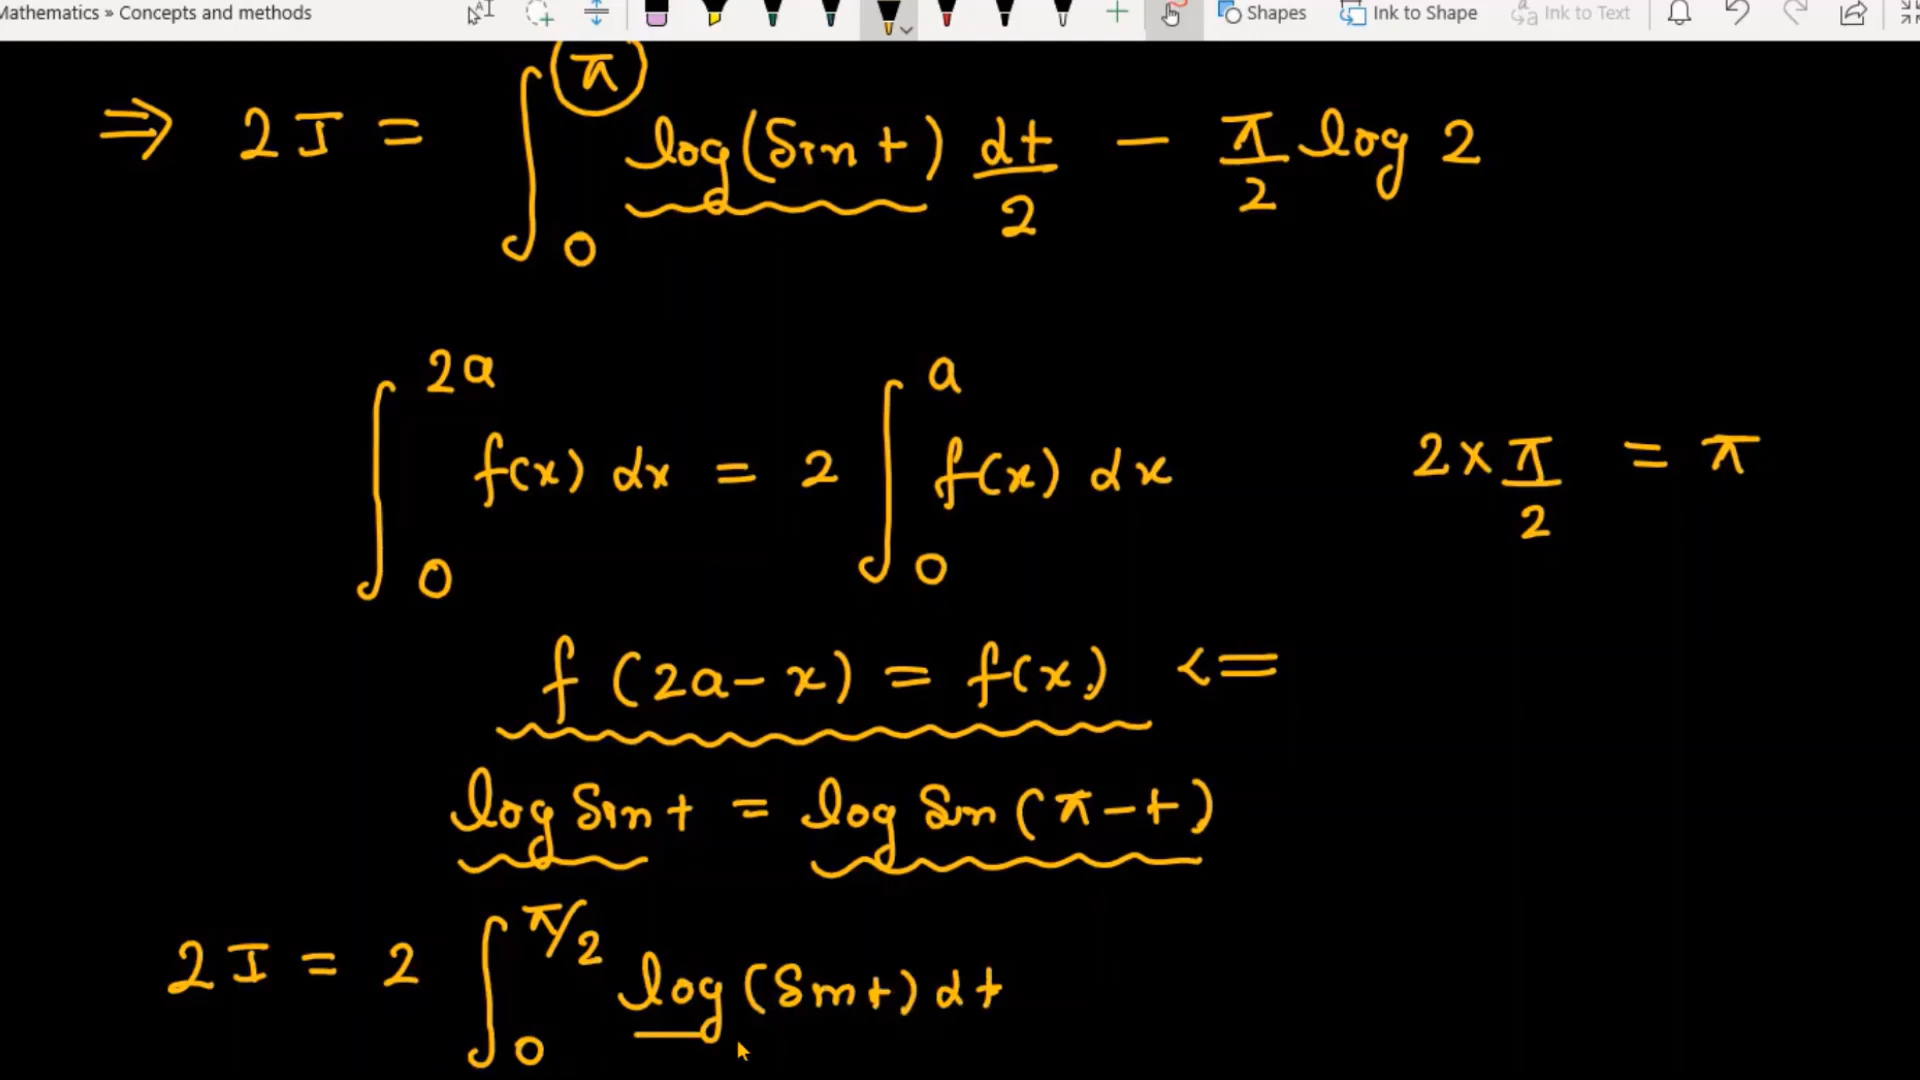 Mathematics » Concepts and methods Shapes Ink to Shape Ink to Text
⇒ 2I = ∫₀^π log(Sin t) dt/2 − π/2 log 2
∫₀^2a f(x) dx = 2 ∫₀^a f(x) dx 2 × π/2 = π
f(2a − x) = f(x) <=
log Sin t = log Sin (π − t)
2I = 2 ∫₀^π/2 log (Sin t) dt